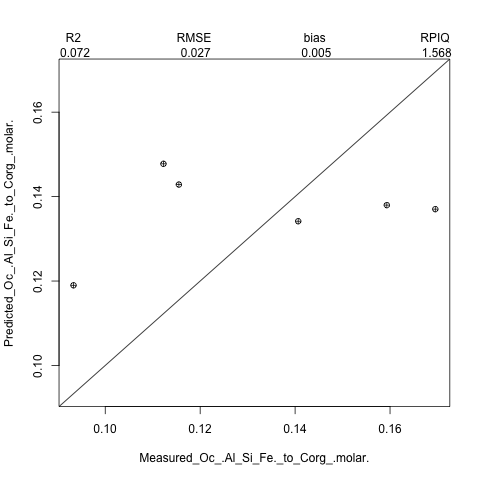 R2 RMSE bias RPIQ
0.072 0.027 0.005 1.568
Predicted_Oc_.Al_Si_Fe._to_Corg_.molar.
0.16
0.14
0.12
0.10
0.10 0.12 0.14 0.16
Measured_Oc_.Al_Si_Fe._to_Corg_.molar.